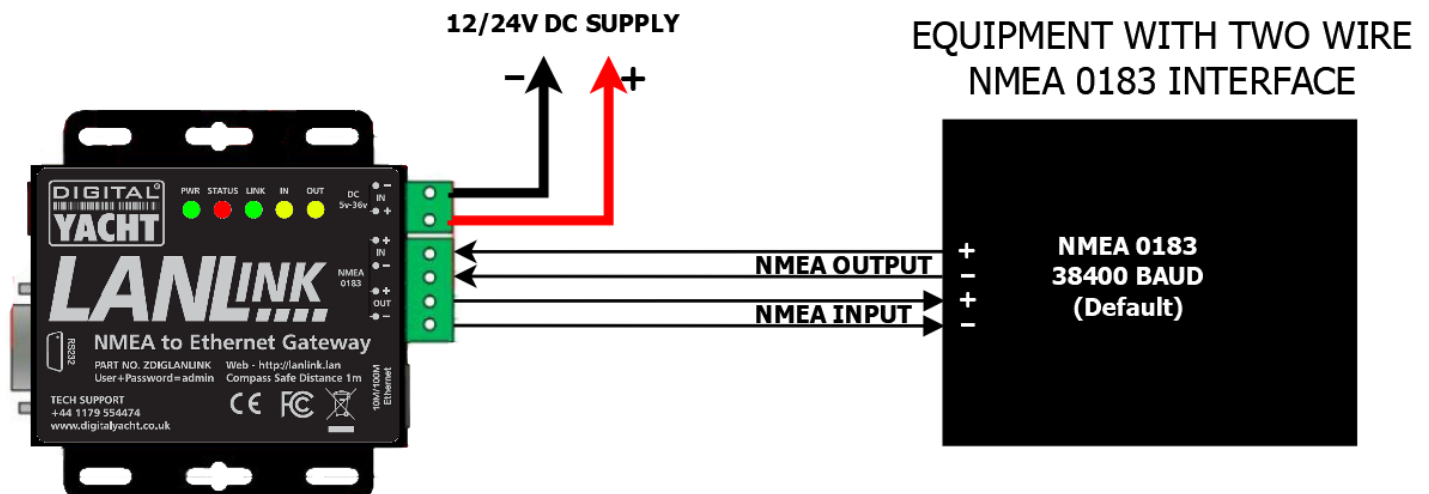 12/24V DC SUPPLY
− +
EQUIPMENT WITH TWO WIRE
NMEA 0183 INTERFACE
DIGITAL®
YACHT
PWR STATUS LINK IN OUT
DC
5v-36v
− IN +
LANLINK
NMEA
0183
+ IN −
+ OUT −
NMEA to Ethernet Gateway
RS232
PART NO. ZDIGLANLINK Web - http://lanlink.lan
User+Password=admin Compass Safe Distance 1m
TECH SUPPORT
+44 1179 554474
www.digitalyacht.co.uk
CE FC
10M/100M
Ethernet
NMEA OUTPUT
NMEA INPUT
+
−
+
−
NMEA 0183
38400 BAUD
(Default)